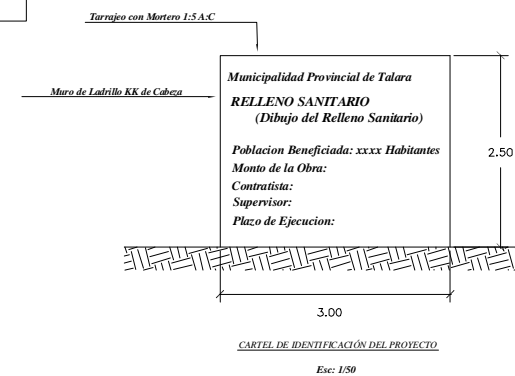 Tarrajeo con Mortero 1:5 A:C
Muro de Ladrillo KK de Cabeza
Municipalidad Provincial de Talara
RELLENO SANITARIO
(Dibujo del Relleno Sanitario)
Poblacion Beneficiada: xxxx Habitantes
Monto de la Obra:
Contratista:
Supervisor:
Plazo de Ejecucion:
2.50
3.00
CARTEL DE IDENTIFICACIÓN DEL PROYECTO
Esc: 1/50